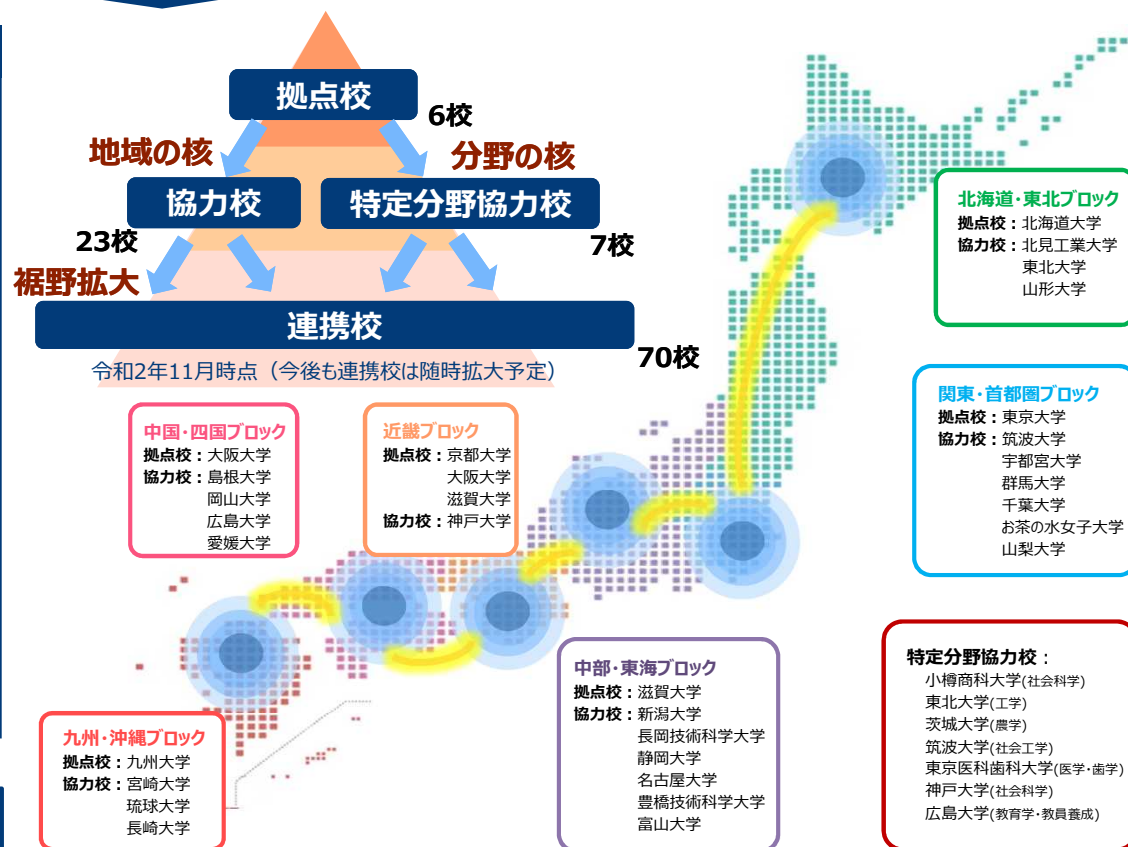 拠点校
6校
地域の核
分野の核
協力校
特定分野協力校
23校
7校
裾野拡大
連携校
70校
令和2年11月時点（今後も連携校は随時拡大予定）
北海道・東北ブロック
拠点校：北海道大学
協力校：北見工業大学
東北大学
山形大学
関東・首都圏ブロック
拠点校：東京大学
協力校：筑波大学
宇都宮大学
群馬大学
千葉大学
お茶の水女子大学
山梨大学
中国・四国ブロック
拠点校：大阪大学
協力校：島根大学
岡山大学
広島大学
愛媛大学
近畿ブロック
拠点校：京都大学
大阪大学
滋賀大学
協力校：神戸大学
中部・東海ブロック
拠点校：滋賀大学
協力校：新潟大学
長岡技術科学大学
静岡大学
名古屋大学
豊橋技術科学大学
富山大学
特定分野協力校：
小樽商科大学(社会科学)
東北大学(工学)
茨城大学(農学)
筑波大学(社会工学)
東京医科歯科大学(医学・歯学)
神戸大学(社会科学)
広島大学(教育学・教員養成)
九州・沖縄ブロック
拠点校：九州大学
協力校：宮崎大学
琉球大学
長崎大学